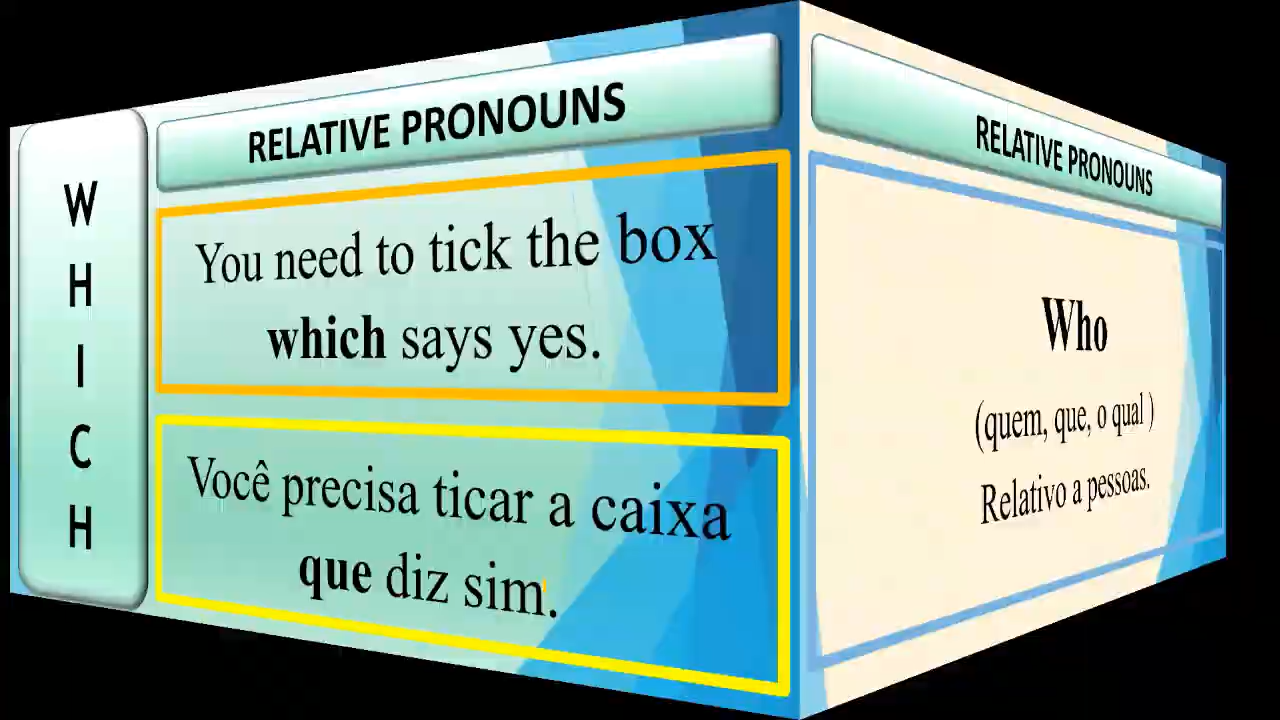 WHICH
RELATIVE PRONOUNS
You need to tick the box
which says yes.
Você precisa ticar a caixa
que diz sim.
RELATIVE PRONOUNS
Who
(quem, que, o qual )
Relativo a pessoas.